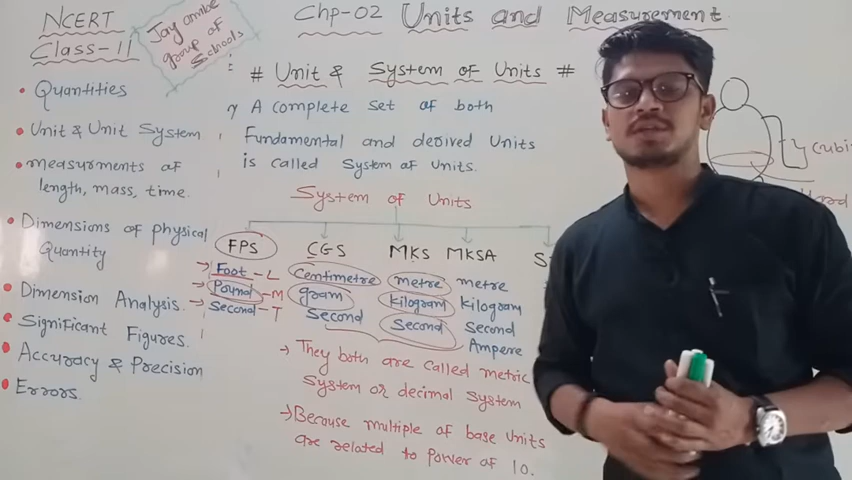 NCERT
Class-11
Jay ambe
group of
Schools
• Quantities
• Unit & Unit System
• measurments of
length, mass, time.
• Dimensions of physical
Quantity
• Dimension Analysis.
• Significant Figures.
• Accuracy & Precision
• Errors.
Chp-02 Units and Measurement
# Unit & System of Units #
A complete set of both
Fundamental and derived Units
is called System of Units.
System of Units
FPS CGS MKS MKSA S
→ Foot-L Centimetre metre metre
→ Pound-M gram Kilogram kilogram
→ Second-T Second Second Second
Ampere
→ They both are called metric
System or decimal system
→ Because multiple of base Units
are related to Power of 10.